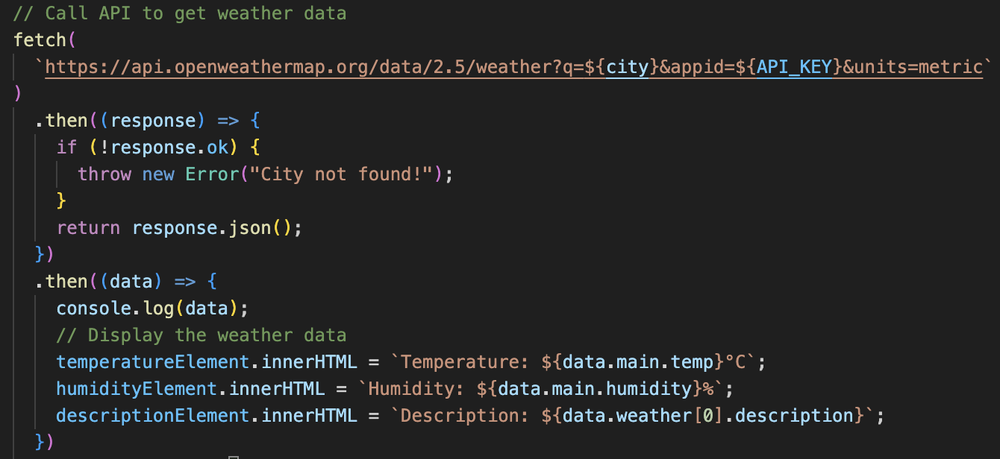 // Call API to get weather data
fetch(
  `https://api.openweathermap.org/data/2.5/weather?q=${city}&appid=${API_KEY}&units=metric`
)
  .then((response) => {
    if (!response.ok) {
      throw new Error("City not found!");
    }
    return response.json();
  })
  .then((data) => {
    console.log(data);
    // Display the weather data
    temperatureElement.innerHTML = `Temperature: ${data.main.temp}°C`;
    humidityElement.innerHTML = `Humidity: ${data.main.humidity}%`;
    descriptionElement.innerHTML = `Description: ${data.weather[0].description}`;
  })